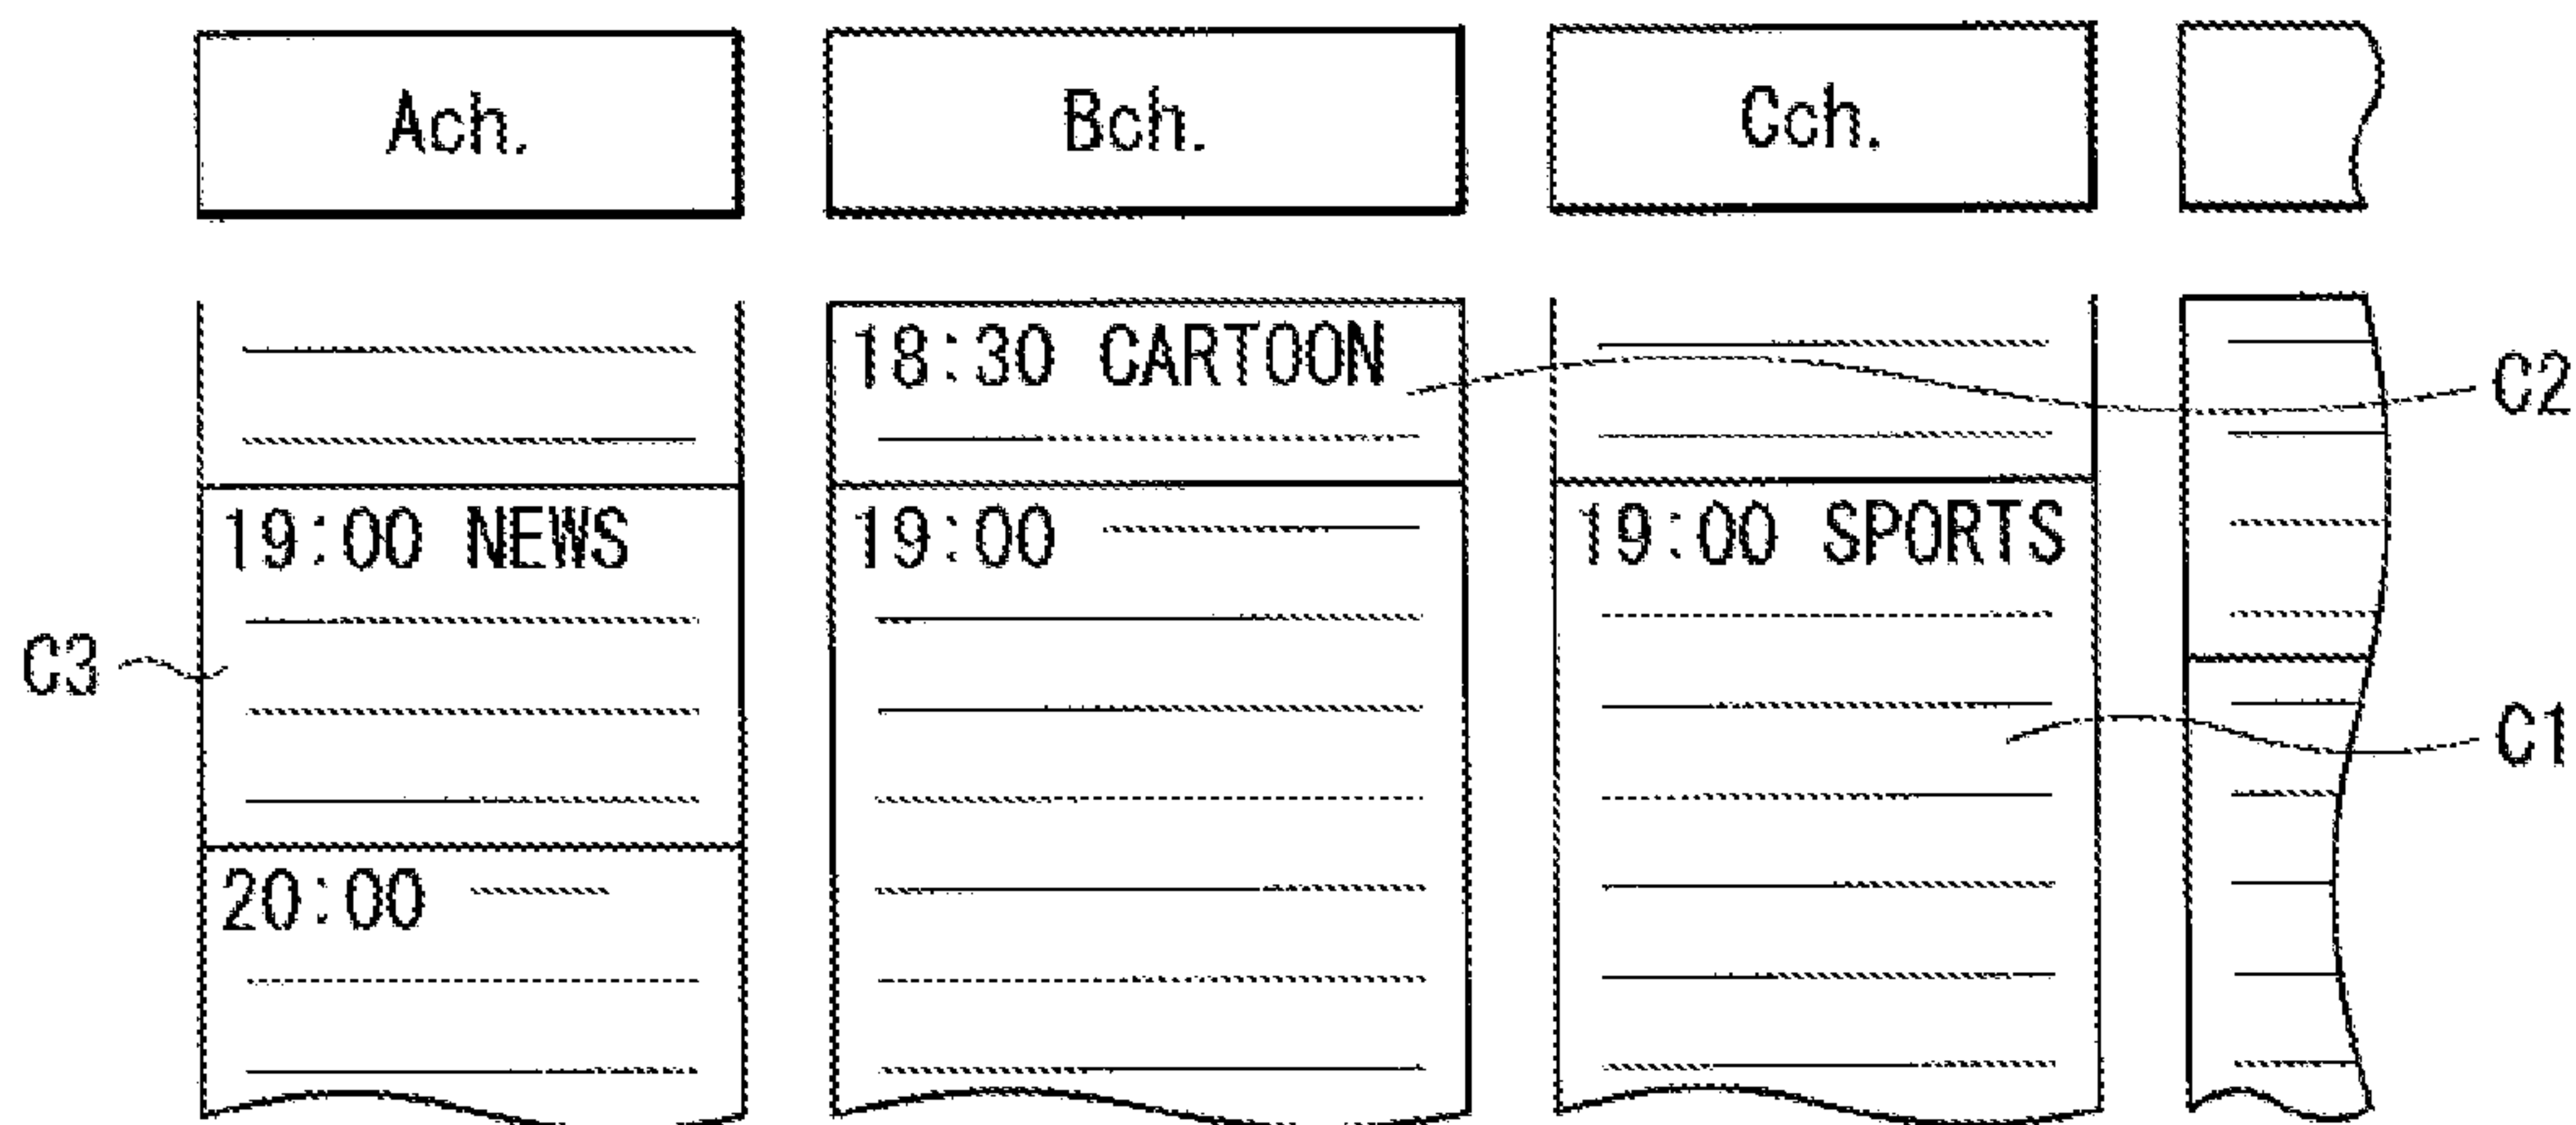 Ach.
Bch.
Cch.
18:30 CARTOON
C2
19:00 NEWS
19:00
19:00 SPORTS
C3
C1
20:00